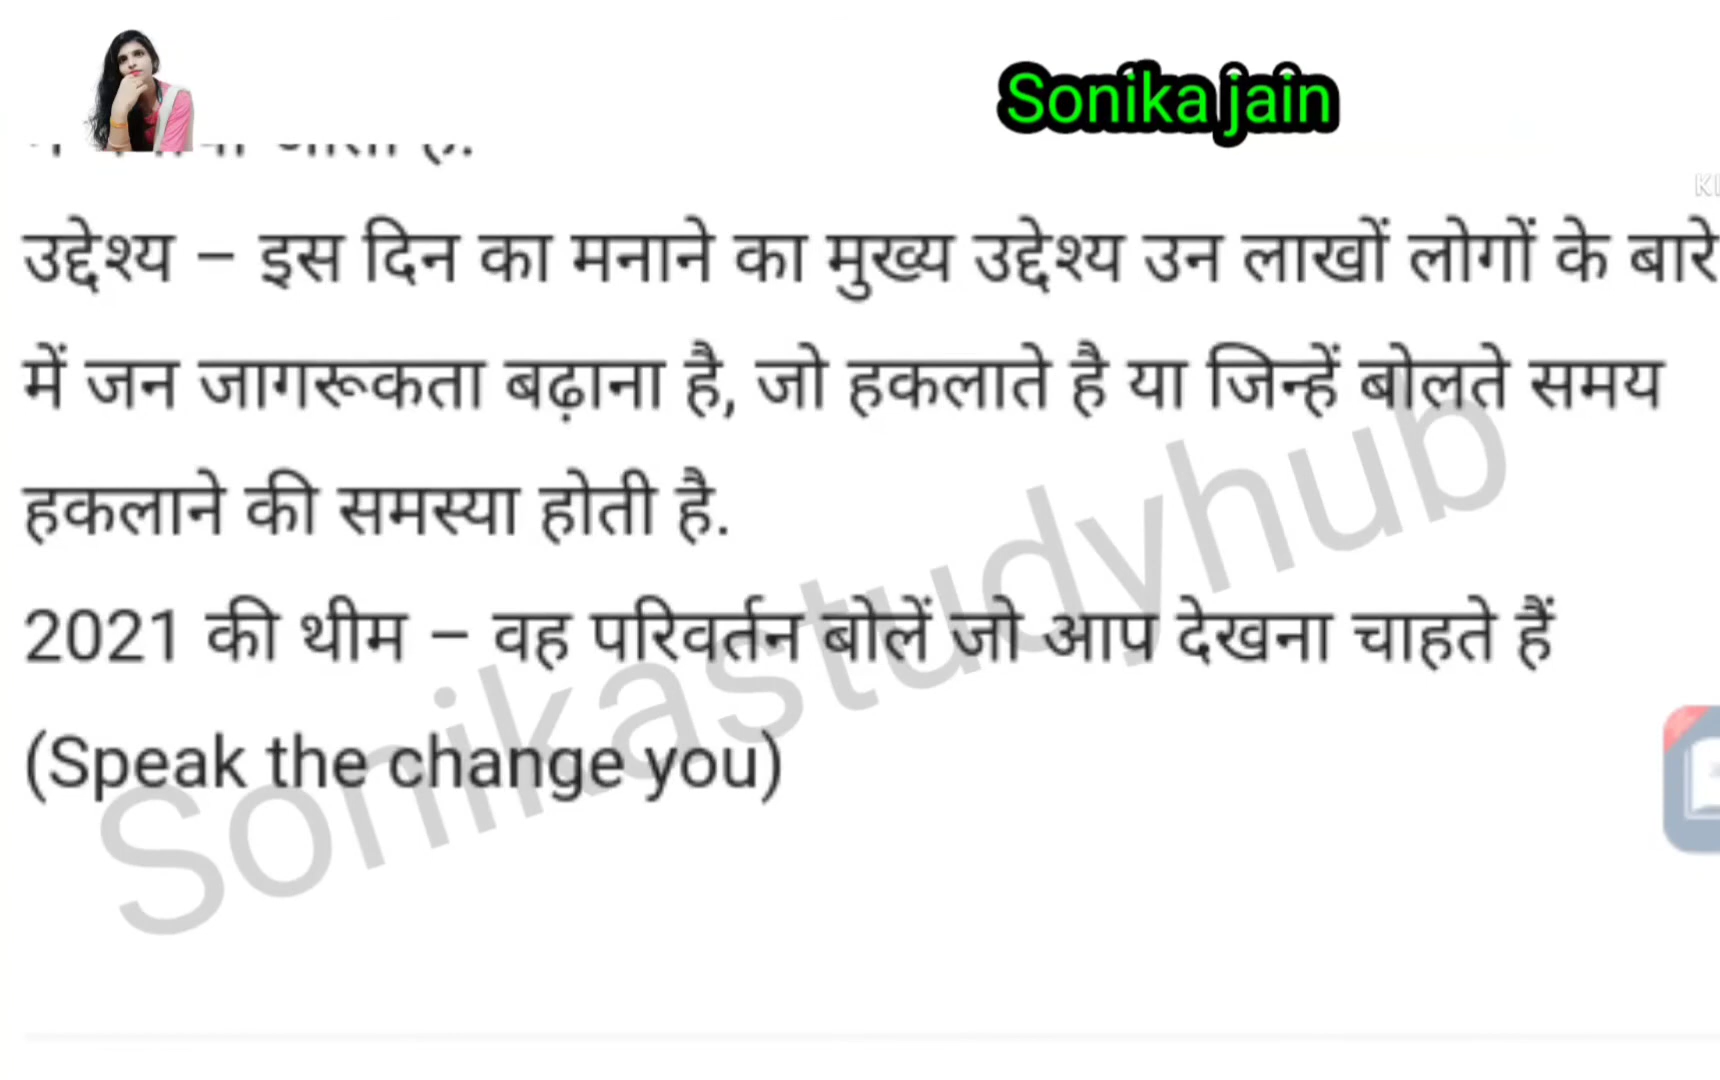 Sonika jain
उद्देश्य – इस दिन का मनाने का मुख्य उद्देश्य उन लाखों लोगों के बारे
में जन जागरूकता बढ़ाना है, जो हकलाते है या जिन्हें बोलते समय
हकलाने की समस्या होती है.
2021 की थीम – वह परिवर्तन बोलें जो आप देखना चाहते हैं
(Speak the change you)
Sonikastudyhub